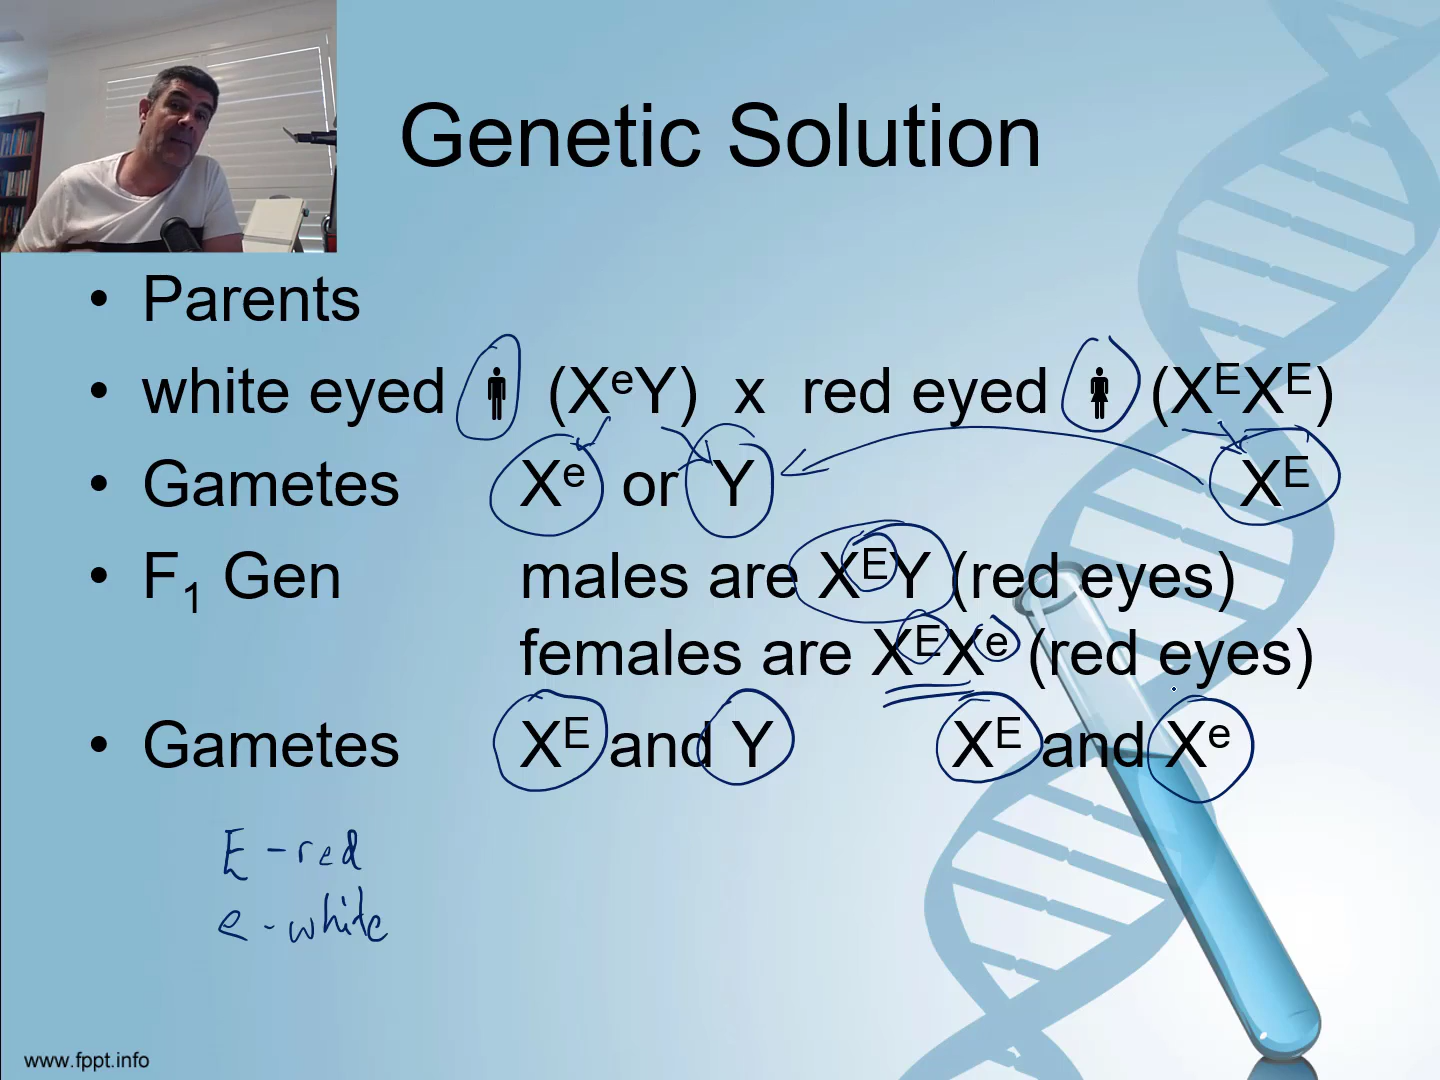 Genetic Solution
• Parents
• white eyed (XᵉY) x red eyed (XᴱXᴱ)
• Gametes Xᵉ or Y Xᴱ
• F₁ Gen males are XᴱY (red eyes)
females are XᴱXᵉ (red eyes)
• Gametes Xᴱ and Y Xᴱ and Xᵉ
E - red
e - white
www.fppt.info